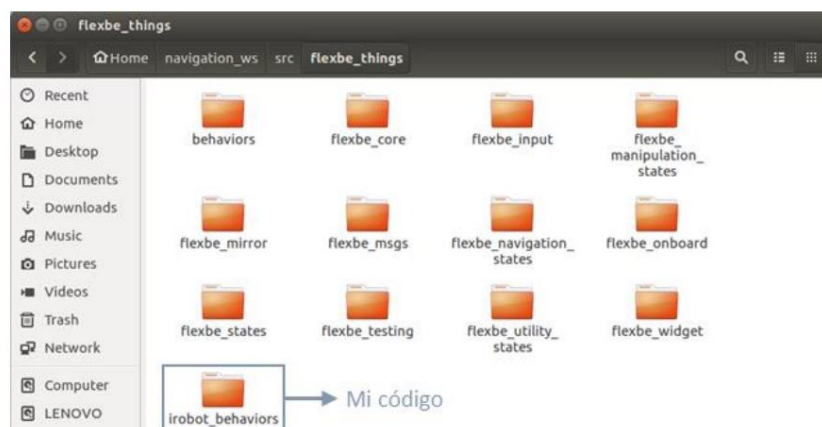 flexbe_things
Home navigation_ws src flexbe_things
Recent
Home
Desktop
Documents
Downloads
Music
Pictures
Videos
Trash
Network
Computer
LENOVO
behaviors
flexbe_core
flexbe_input
flexbe_
manipulation_
states
flexbe_mirror
flexbe_msgs
flexbe_navigation_
states
flexbe_onboard
flexbe_states
flexbe_testing
flexbe_utility_
states
flexbe_widget
irobot_behaviors
Mi código